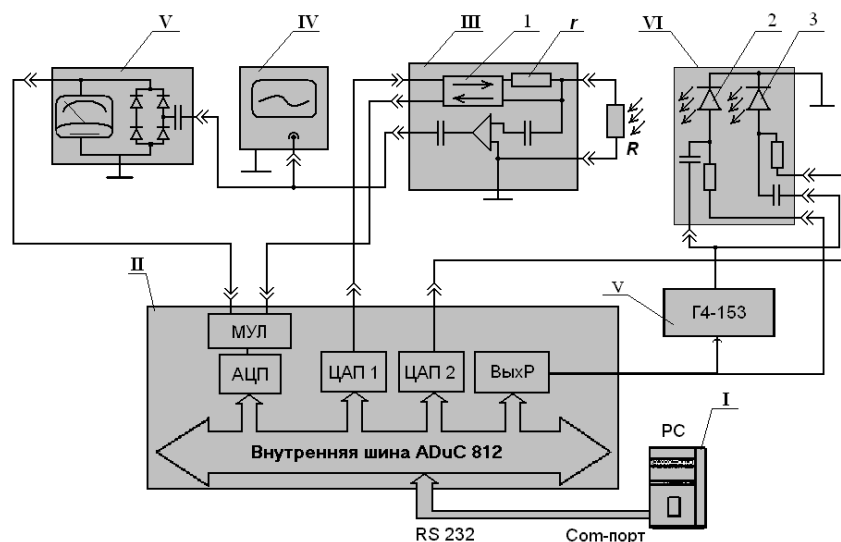 V
IV
III
1
r
VI
2
3
R
II
V
МУЛ
Г4-153
АЦП
ЦАП 1
ЦАП 2
ВыхР
I
PC
Внутренняя шина ADuC 812
RS 232
Com-порт